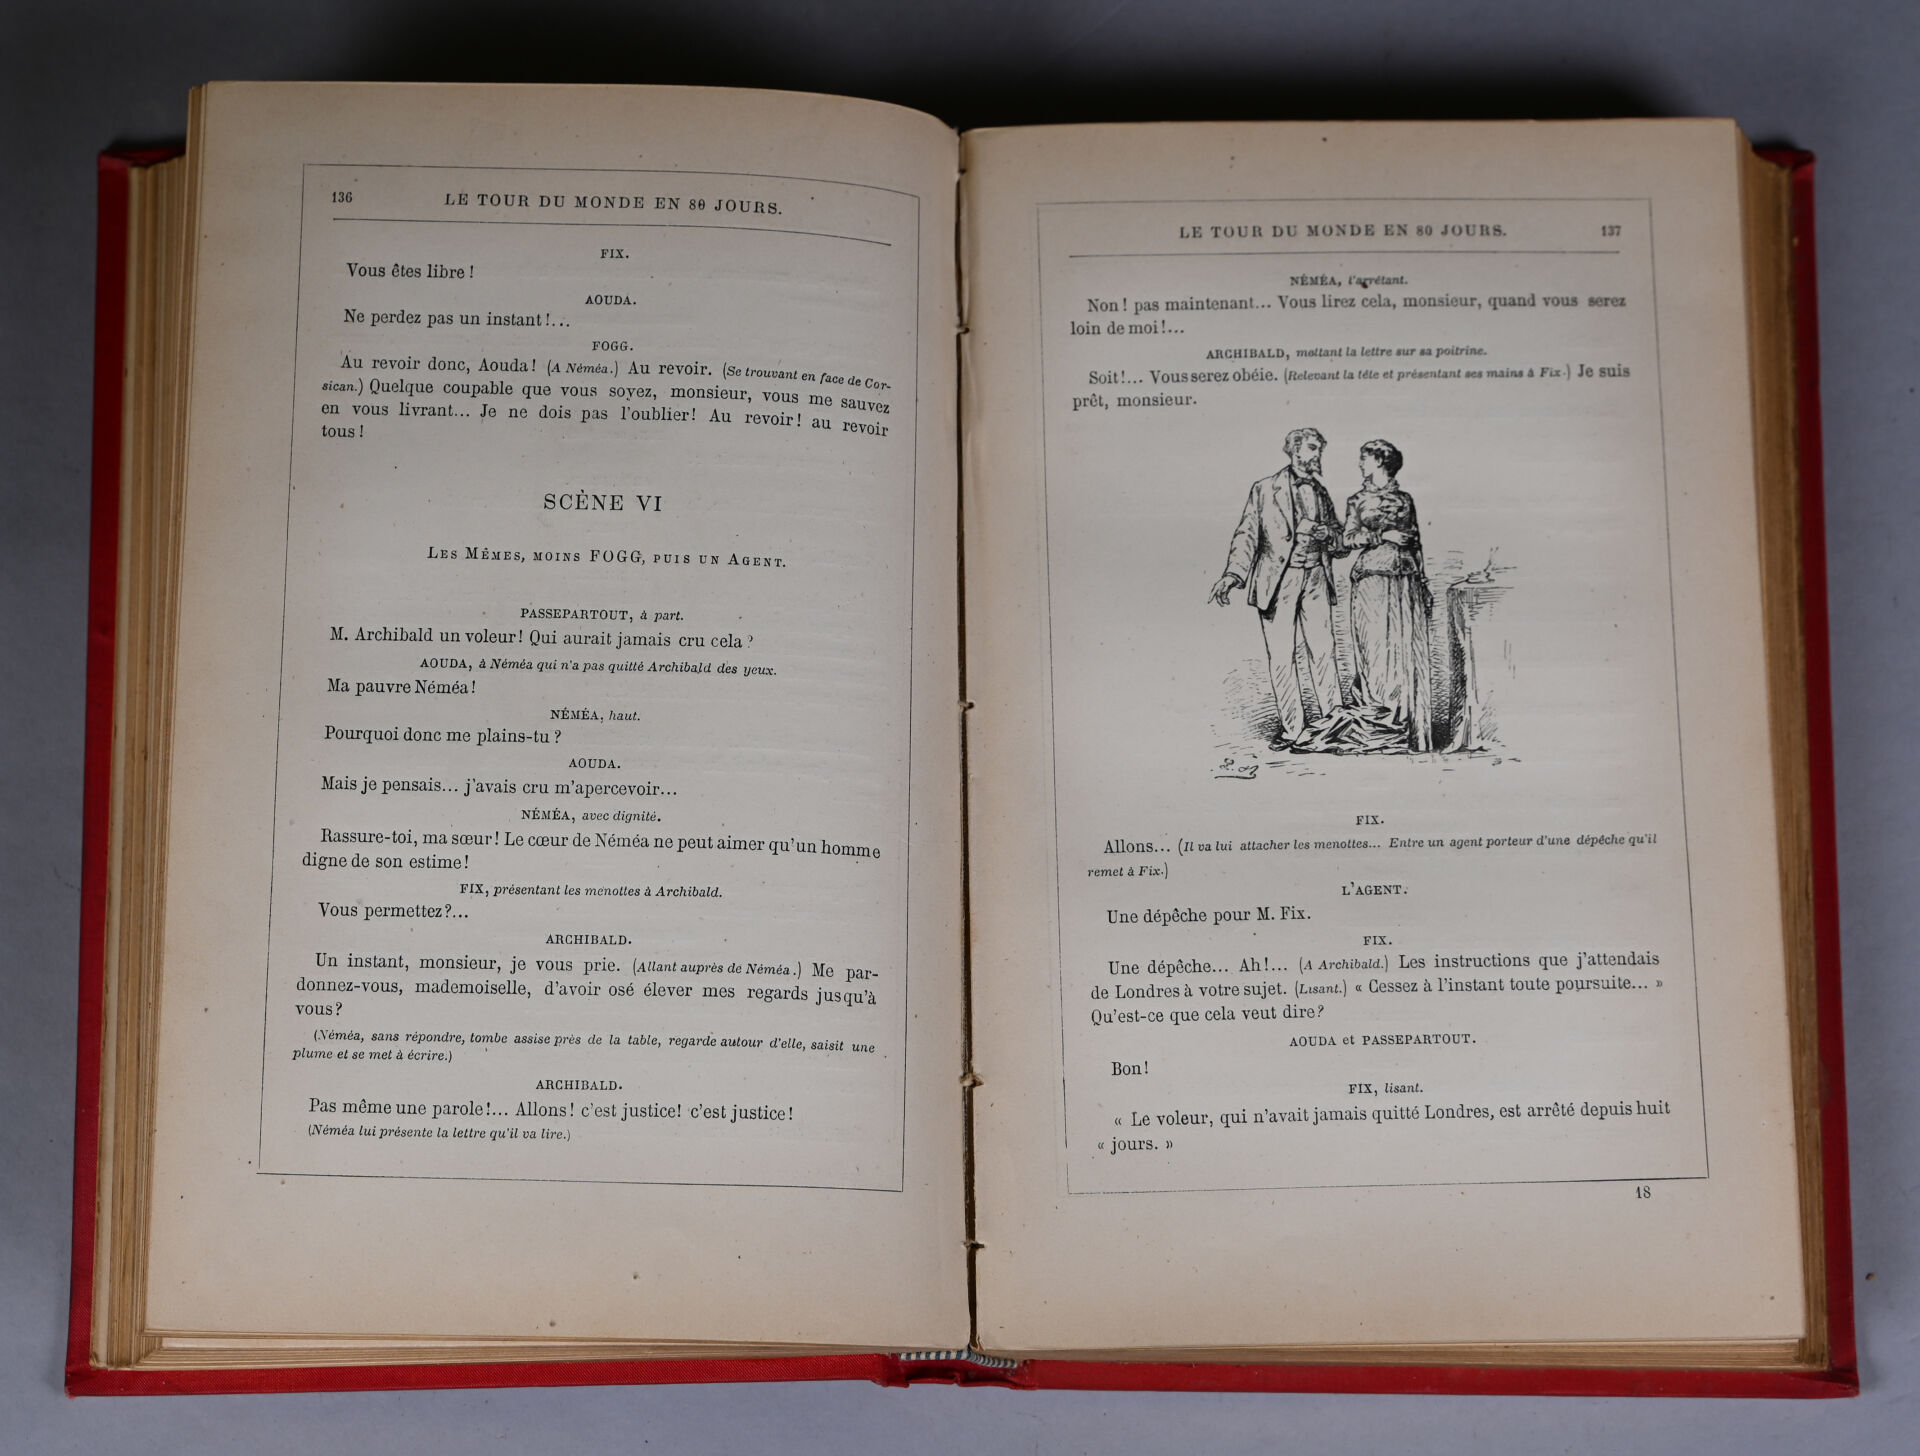 136 LE TOUR DU MONDE EN 80 JOURS.
FIX.
Vous êtes libre !
AOUDA.
Ne perdez pas un instant !...
FOGG.
Au revoir donc, Aouda ! (A Néméa.) Au revoir. (Se trouvant en face de Cor-
sican.) Quelque coupable que vous soyez, monsieur, vous me sauvez
en vous livrant... Je ne dois pas l'oublier ! Au revoir ! au revoir
tous !
SCÈNE VI
LES MÊMES, MOINS FOGG, PUIS UN AGENT.
PASSEPARTOUT, à part.
M. Archibald un voleur ! Qui aurait jamais cru cela ?
AOUDA, à Néméa qui n'a pas quitté Archibald des yeux.
Ma pauvre Néméa !
NÉMÉA, haut.
Pourquoi donc me plains-tu ?
AOUDA.
Mais je pensais... j'avais cru m'apercevoir...
NÉMÉA, avec dignité.
Rassure-toi, ma sœur ! Le cœur de Néméa ne peut aimer qu'un homme
digne de son estime !
FIX, présentant les menottes à Archibald.
Vous permettez ?...
ARCHIBALD.
Un instant, monsieur, je vous prie. (Allant auprès de Néméa.) Me par-
donnez-vous, mademoiselle, d'avoir osé élever mes regards jusqu'à
vous ?
(Néméa, sans répondre, tombe assise près de la table, regarde autour d'elle, saisit une
plume et se met à écrire.)
ARCHIBALD.
Pas même une parole !... Allons ! c'est justice ! c'est justice !
(Néméa lui présente la lettre qu'il va lire.)
LE TOUR DU MONDE EN 80 JOURS. 137
NÉMÉA, l'arrêtant.
Non ! pas maintenant... Vous lirez cela, monsieur, quand vous serez
loin de moi !...
ARCHIBALD, mettant la lettre sur sa poitrine.
Soit !... Vous serez obéie. (Relevant la tête et présentant ses mains à Fix.) Je suis
prêt, monsieur.
FIX.
Allons... (Il va lui attacher les menottes... Entre un agent porteur d'une dépêche qu'il
remet à Fix.)
L'AGENT.
Une dépêche pour M. Fix.
FIX.
Une dépêche... Ah !... (A Archibald.) Les instructions que j'attendais
de Londres à votre sujet. (Lisant.) « Cessez à l'instant toute poursuite... »
Qu'est-ce que cela veut dire ?
AOUDA et PASSEPARTOUT.
Bon !
FIX, lisant.
« Le voleur, qui n'avait jamais quitté Londres, est arrêté depuis huit
« jours. »
18